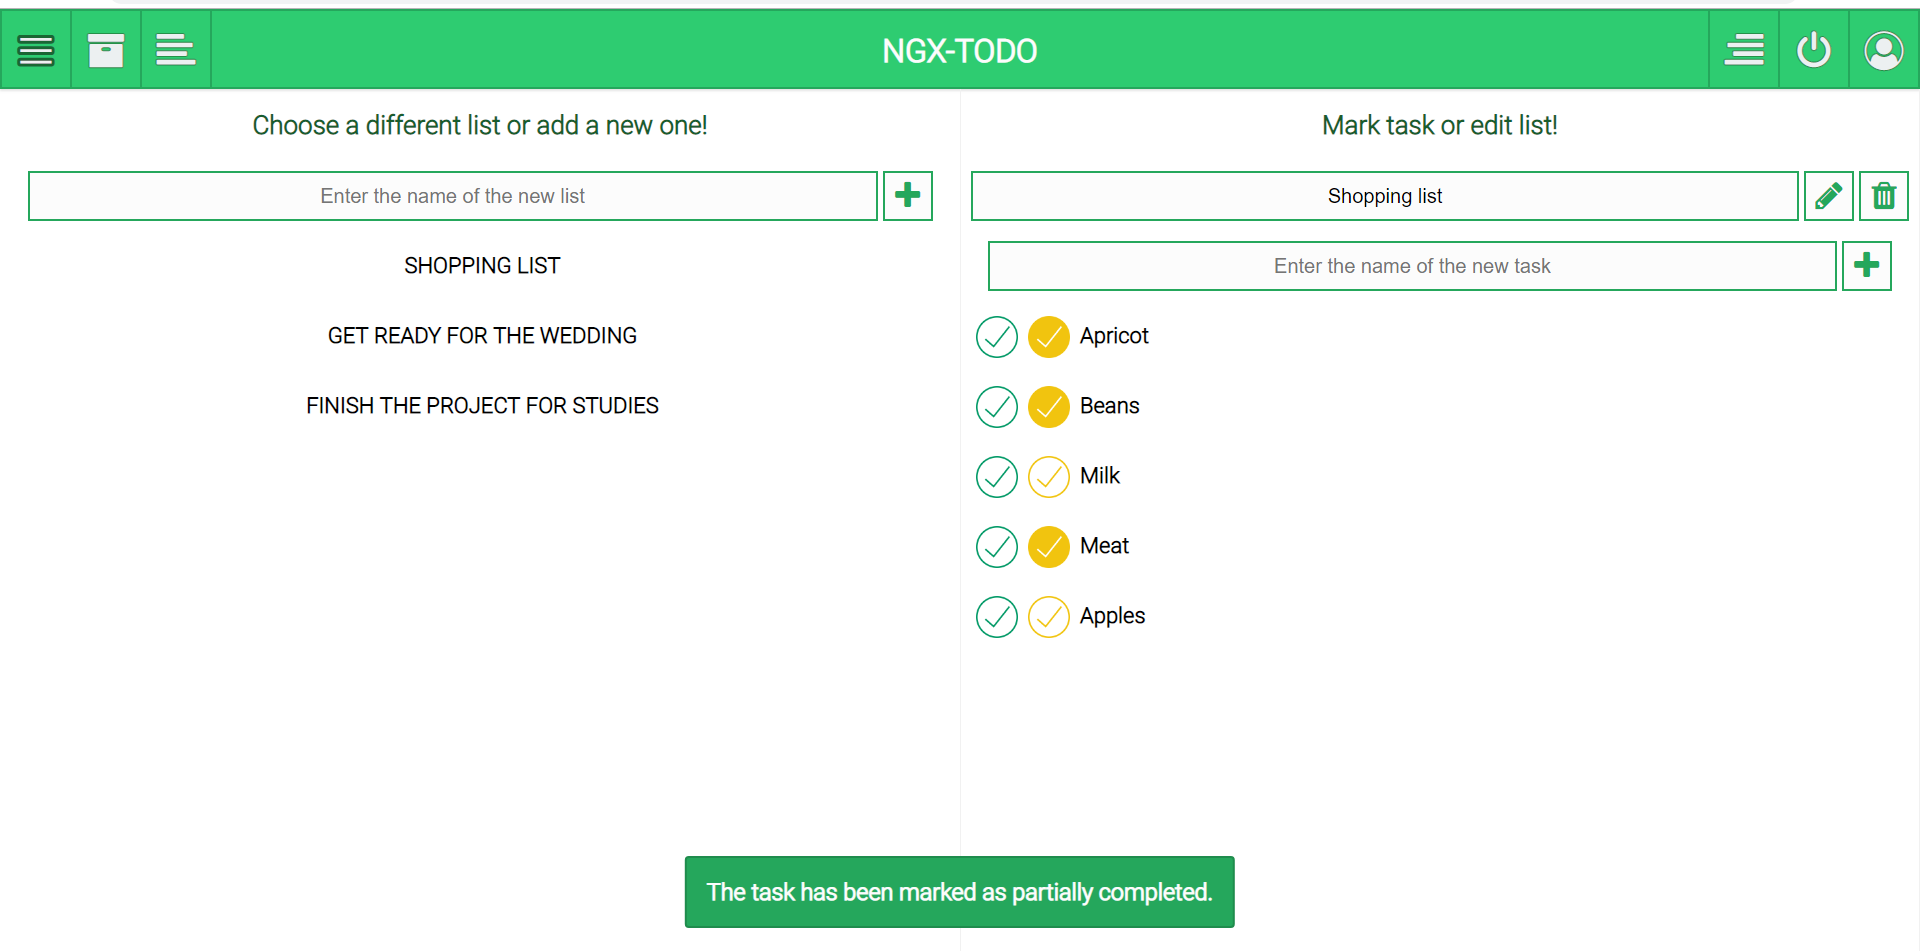 NGX-TODO
Choose a different list or add a new one!
Enter the name of the new list
SHOPPING LIST
GET READY FOR THE WEDDING
FINISH THE PROJECT FOR STUDIES
Mark task or edit list!
Shopping list
Enter the name of the new task
Apricot
Beans
Milk
Meat
Apples
The task has been marked as partially completed.